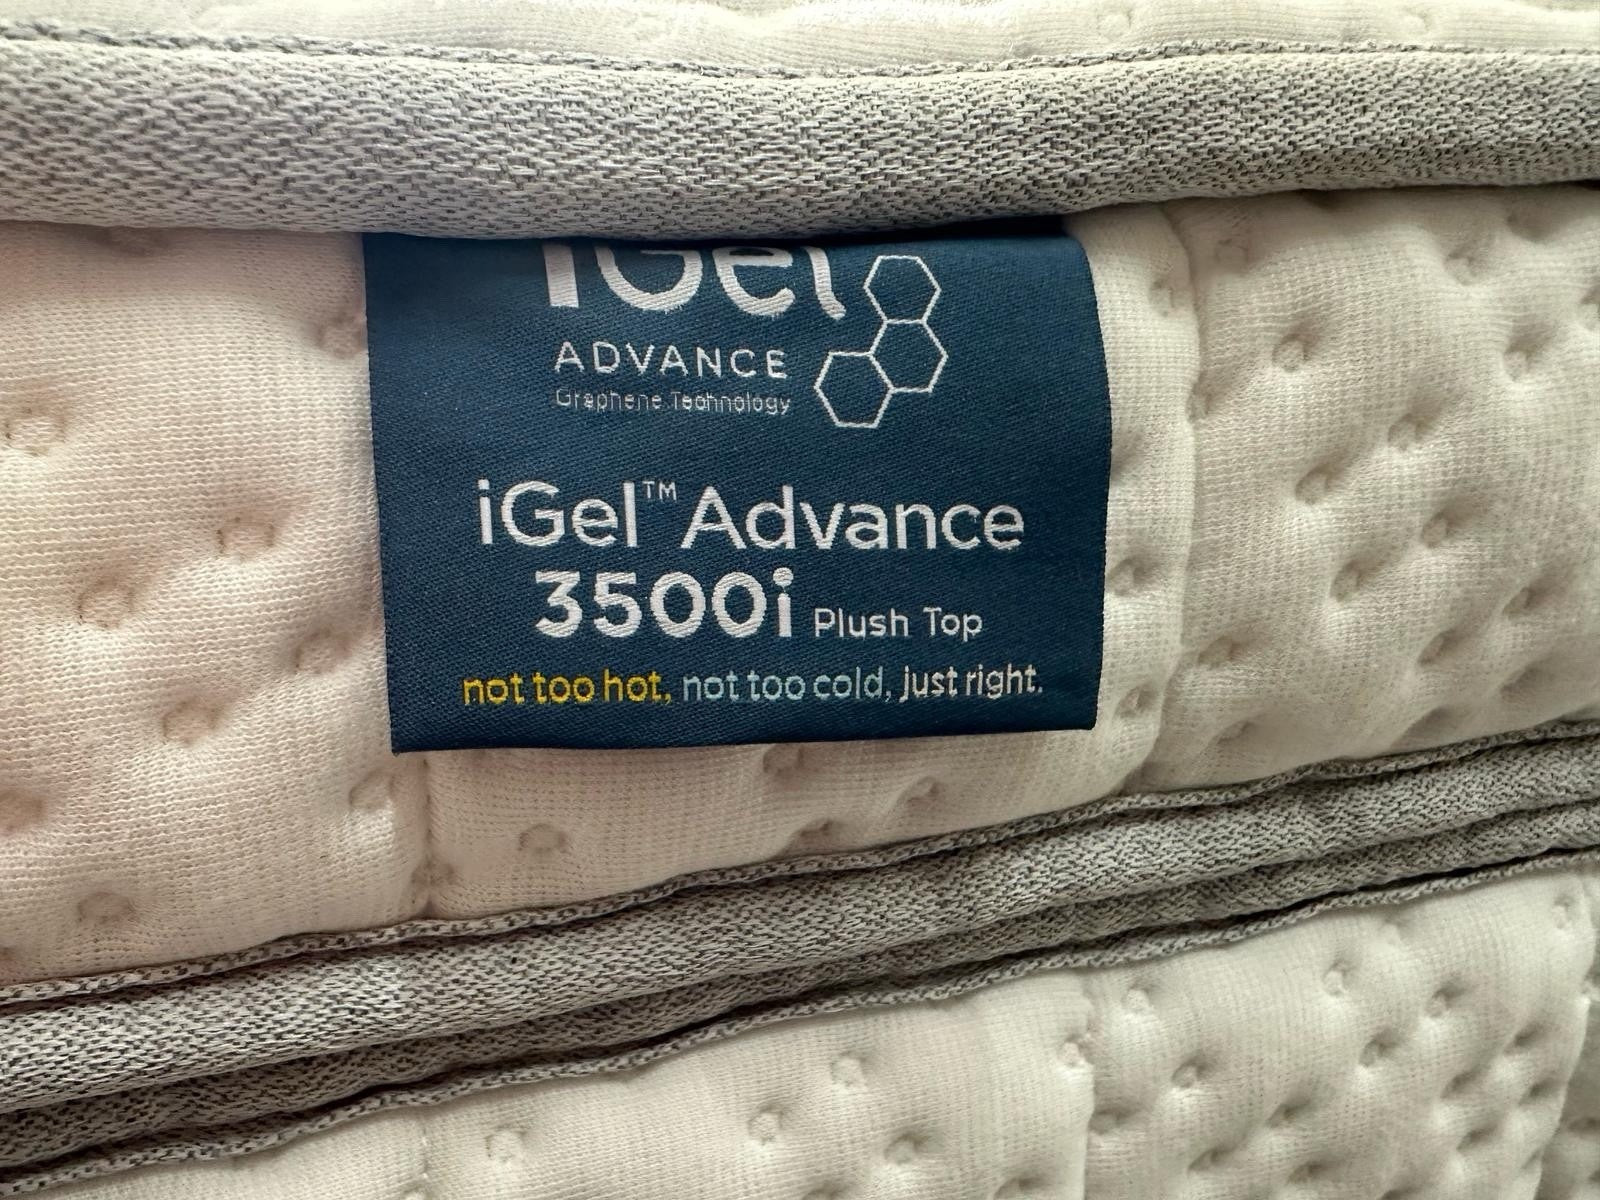 iGel
ADVANCE
Graphene Technology
iGel™ Advance
3500i Plush Top
not too hot, not too cold, just right.